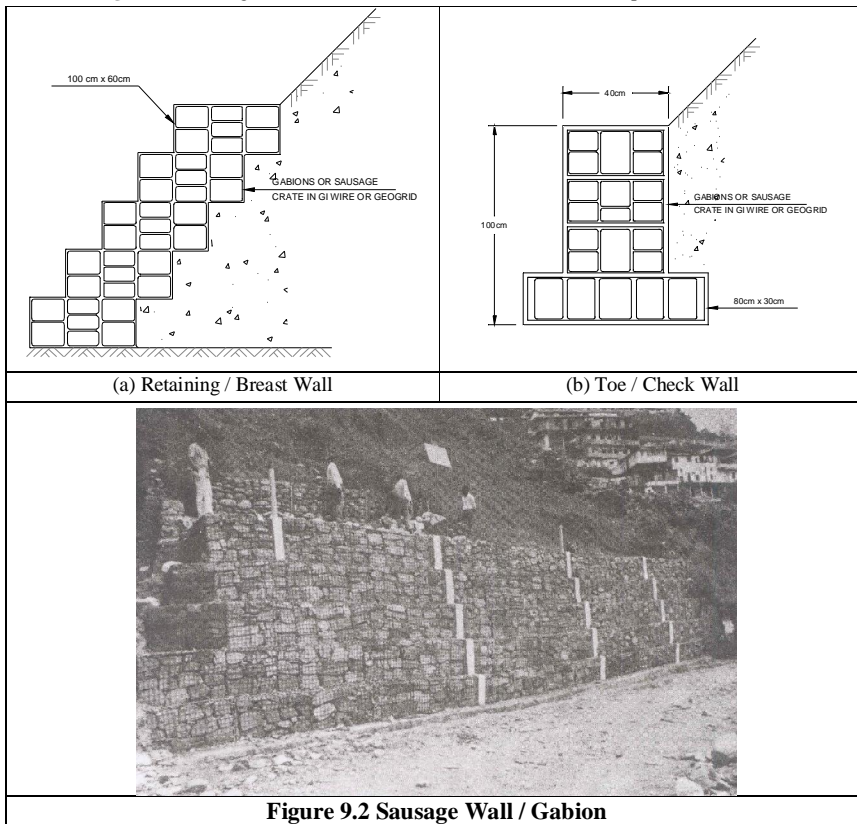 100 cm x 60cm
GABIONS OR SAUSAGE
CRATE IN GI WIRE OR GEOGRID
40cm
100cm
GABIONS OR SAUSAGE
CRATE IN GI WIRE OR GEOGRID
80cm x 30cm
(a) Retaining / Breast Wall
(b) Toe / Check Wall
Figure 9.2 Sausage Wall / Gabion